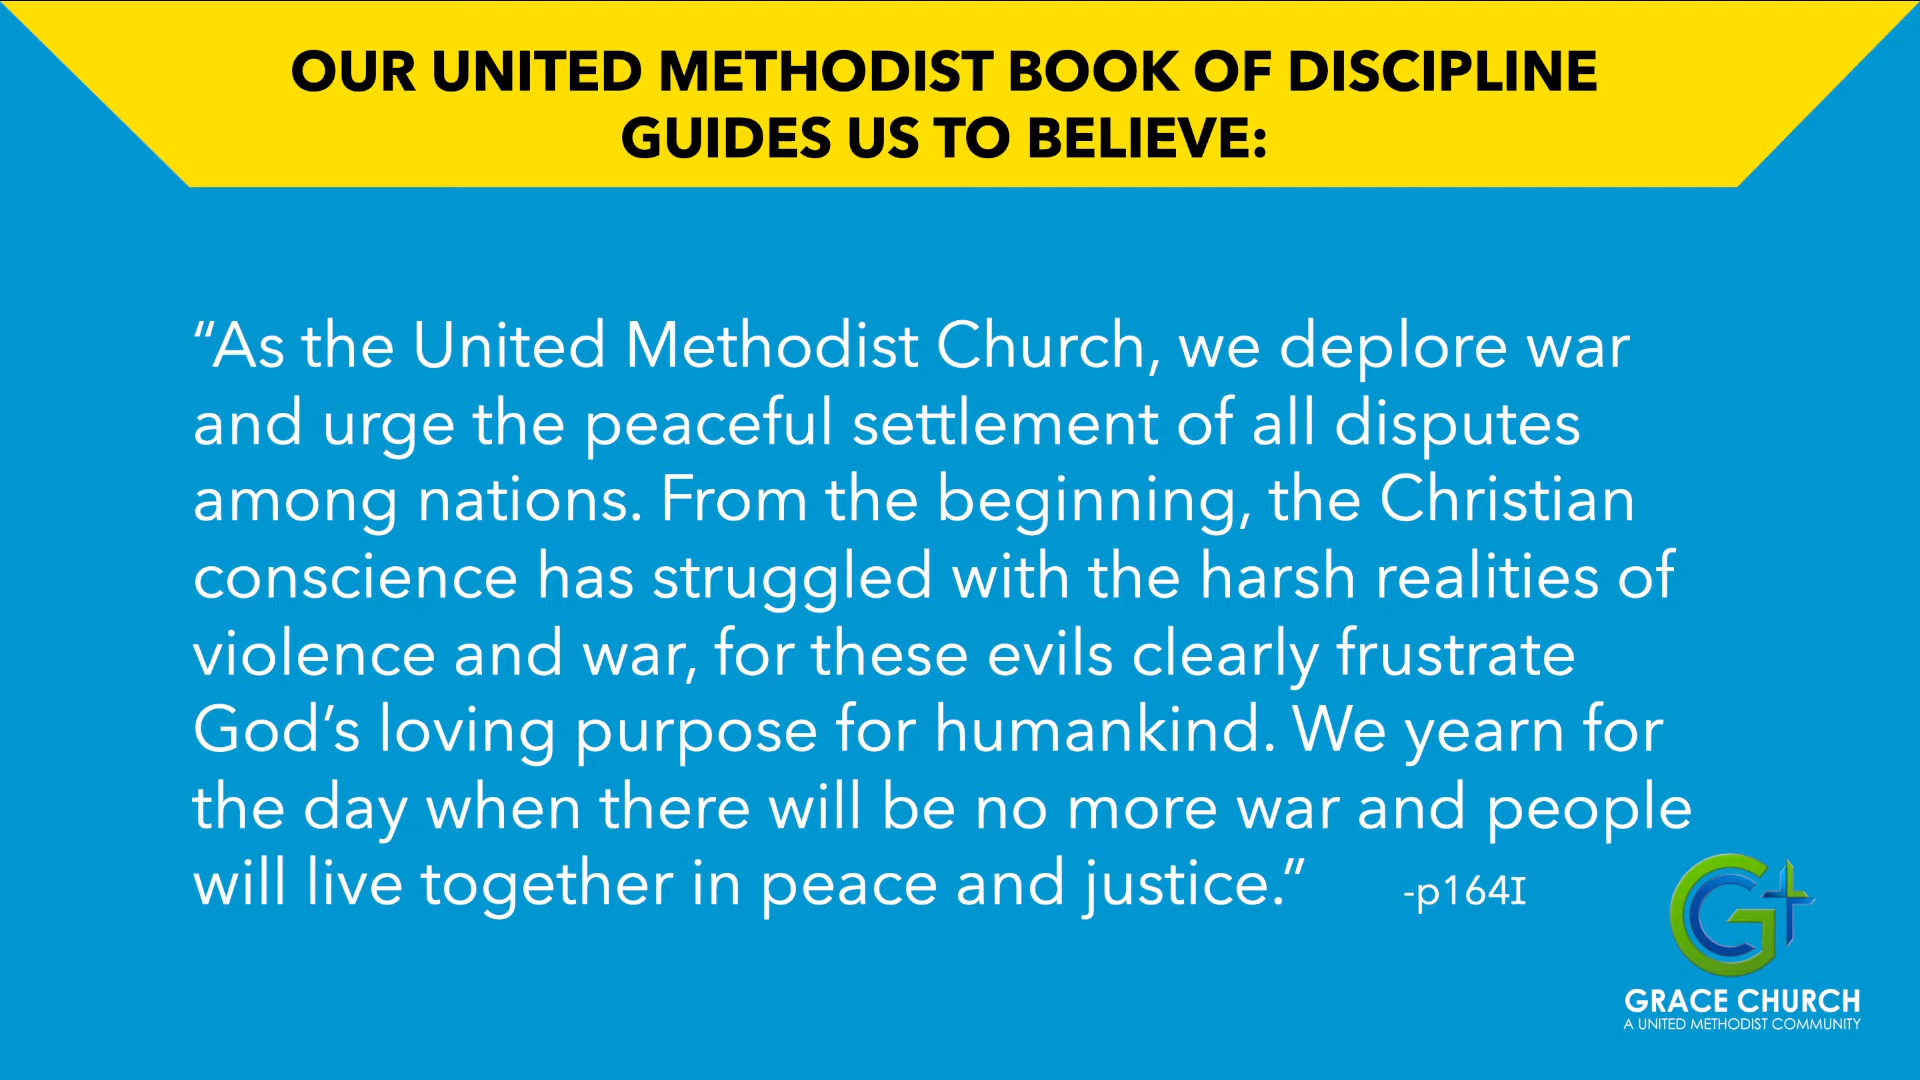 OUR UNITED METHODIST BOOK OF DISCIPLINE
GUIDES US TO BELIEVE:
“As the United Methodist Church, we deplore war
and urge the peaceful settlement of all disputes
among nations. From the beginning, the Christian
conscience has struggled with the harsh realities of
violence and war, for these evils clearly frustrate
God’s loving purpose for humankind. We yearn for
the day when there will be no more war and people
will live together in peace and justice.” -p164I
GRACE CHURCH
A UNITED METHODIST COMMUNITY